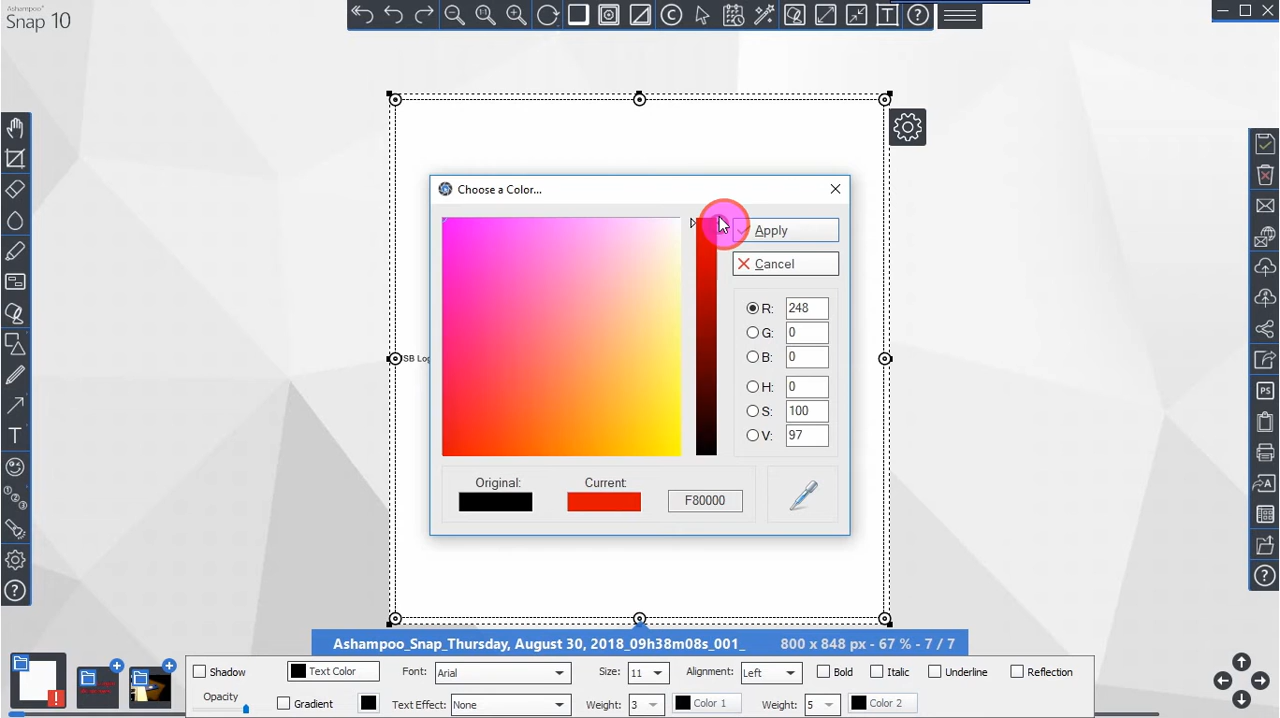 Ashampoo®
Snap 10
Choose a Color...
Apply
Cancel
R: 248
G: 0
B: 0
H: 0
S: 100
V: 97
Original:
Current:
F80000
SB Log
Ashampoo_Snap_Thursday, August 30, 2018_09h38m08s_001_
800 x 848 px - 67 % - 7 / 7
Shadow
Text Color
Font: Arial
Size: 11
Alignment: Left
Bold
Italic
Underline
Reflection
Opacity
Gradient
Text Effect: None
Weight: 3
Color 1
Weight: 5
Color 2
PS